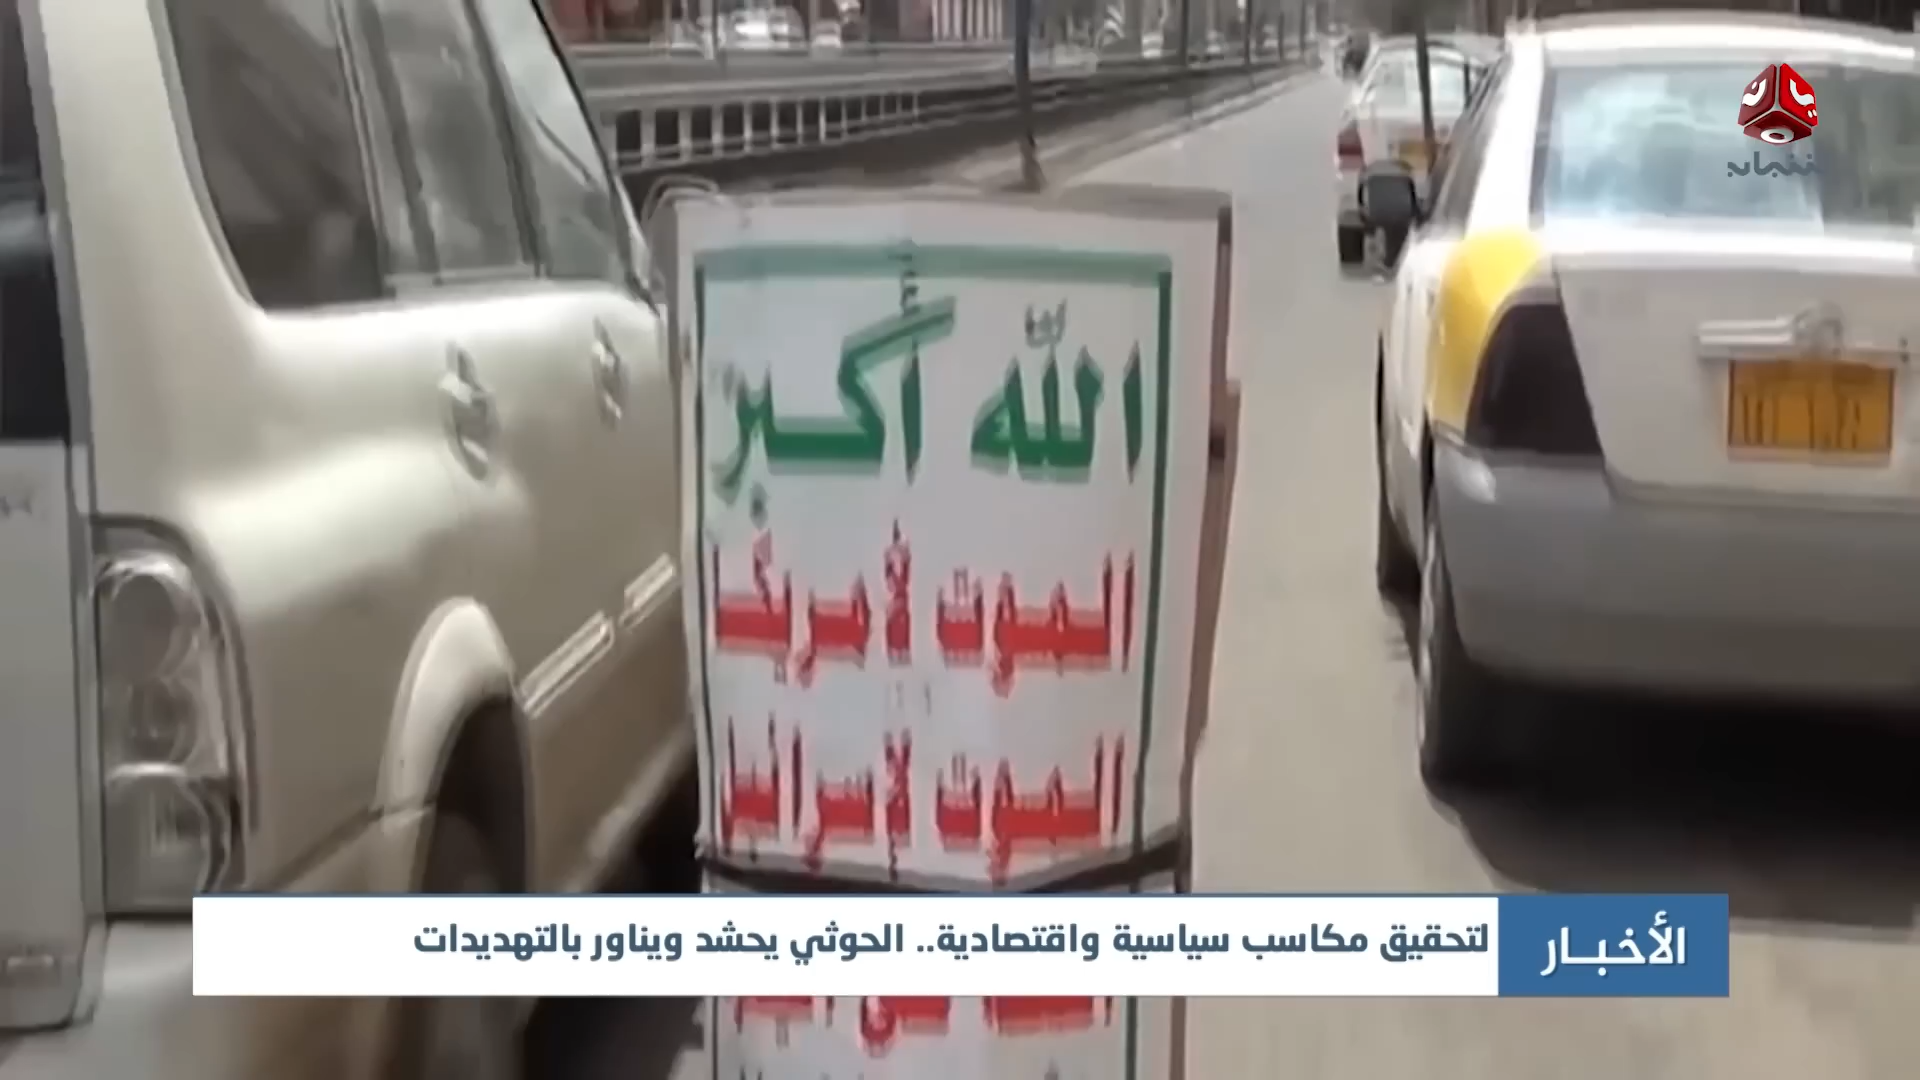 الله أكبر
الموت لأمريكا
الموت لإسرائيل
الأخبار
لتحقيق مكاسب سياسية واقتصادية.. الحوثي يحشد ويناور بالتهديدات